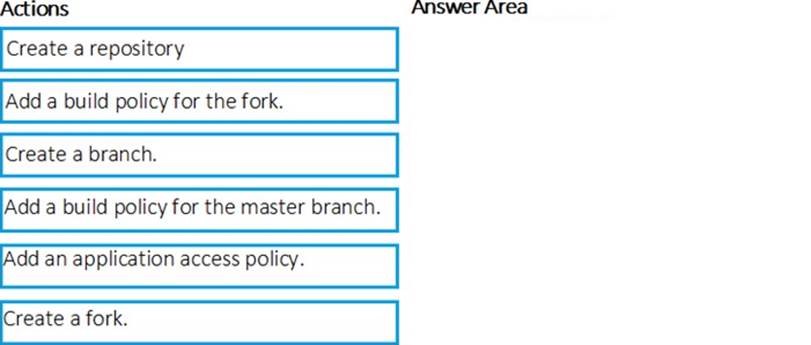 Actions
Answer Area
Create a repository
Add a build policy for the fork.
Create a branch.
Add a build policy for the master branch.
Add an application access policy.
Create a fork.